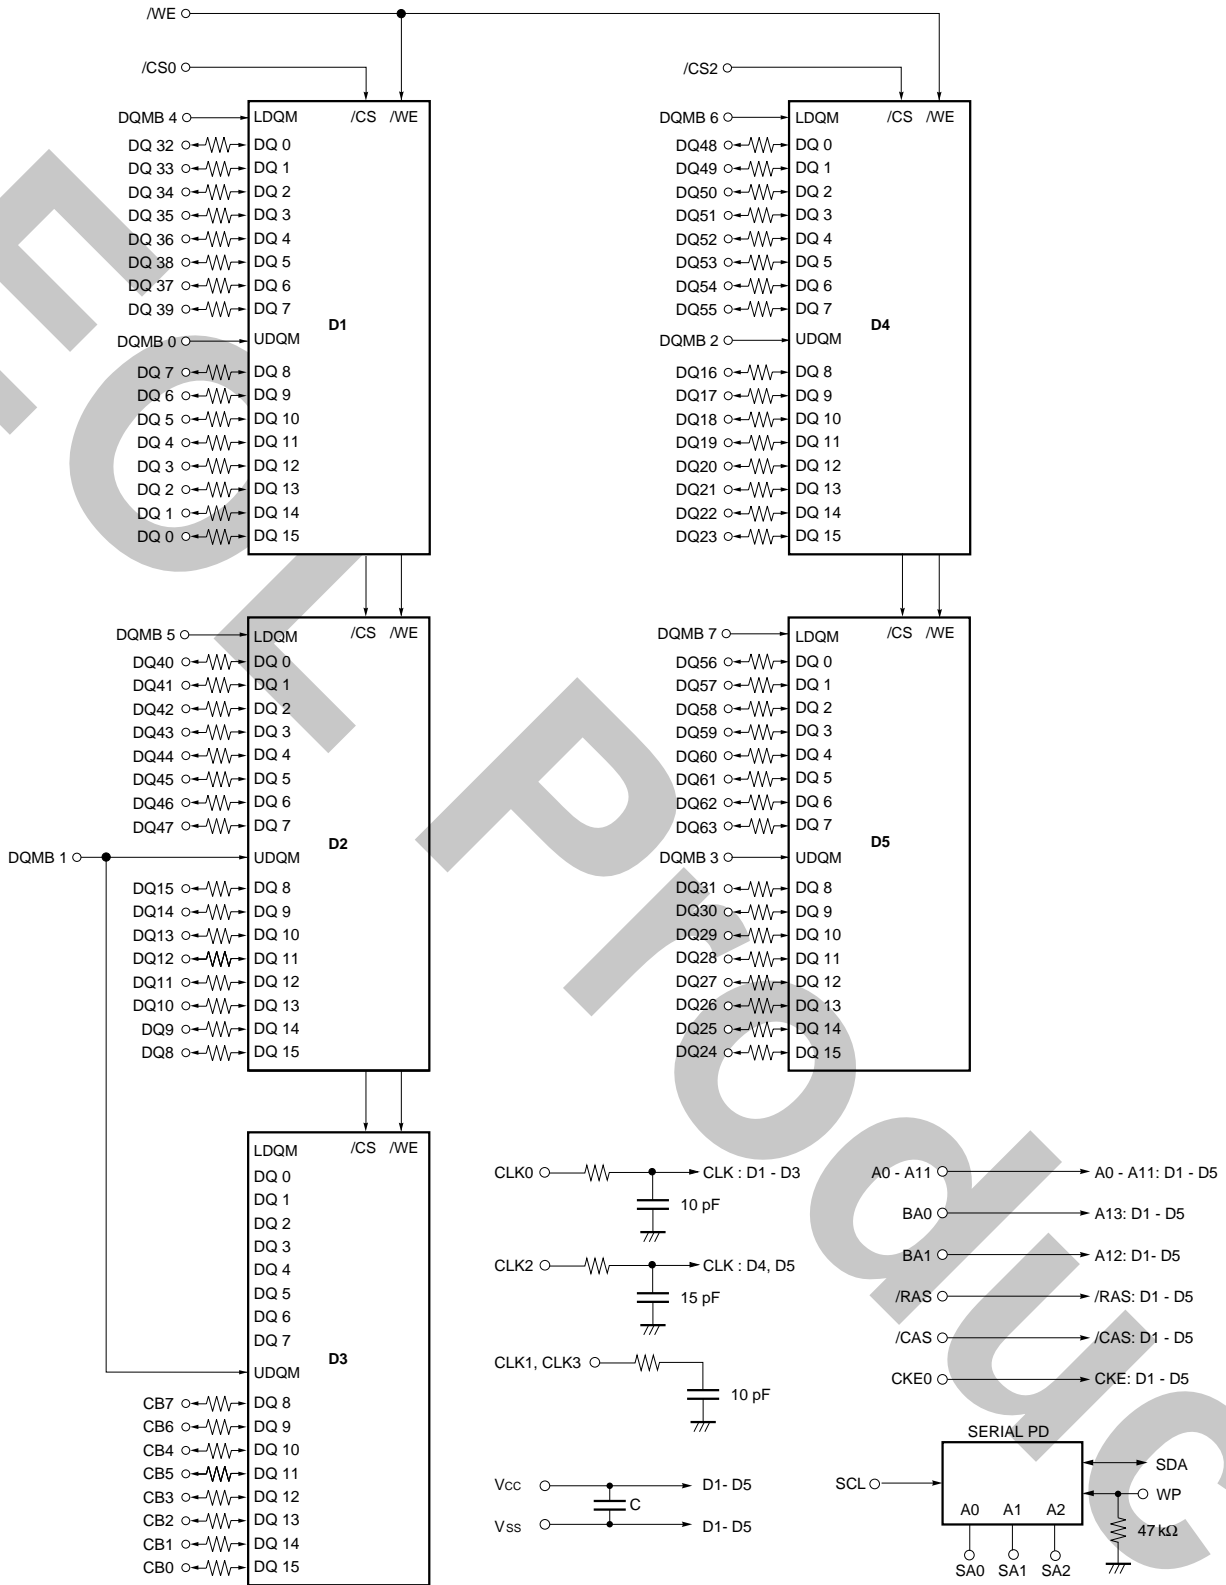 /WE
/CS0
/CS2
DQMB 4 LDQM /CS /WE
DQ 32 DQ 0
DQ 33 DQ 1
DQ 34 DQ 2
DQ 35 DQ 3
DQ 36 DQ 4
DQ 38 DQ 5
DQ 37 DQ 6
DQ 39 DQ 7
D1
DQMB 0 UDQM
DQ 7 DQ 8
DQ 6 DQ 9
DQ 5 DQ 10
DQ 4 DQ 11
DQ 3 DQ 12
DQ 2 DQ 13
DQ 1 DQ 14
DQ 0 DQ 15
DQMB 6 LDQM /CS /WE
DQ48 DQ 0
DQ49 DQ 1
DQ50 DQ 2
DQ51 DQ 3
DQ52 DQ 4
DQ53 DQ 5
DQ54 DQ 6
DQ55 DQ 7
D4
DQMB 2 UDQM
DQ16 DQ 8
DQ17 DQ 9
DQ18 DQ 10
DQ19 DQ 11
DQ20 DQ 12
DQ21 DQ 13
DQ22 DQ 14
DQ23 DQ 15
DQMB 5 LDQM /CS /WE
DQ40 DQ 0
DQ41 DQ 1
DQ42 DQ 2
DQ43 DQ 3
DQ44 DQ 4
DQ45 DQ 5
DQ46 DQ 6
DQ47 DQ 7
D2
DQMB 1 UDQM
DQ15 DQ 8
DQ14 DQ 9
DQ13 DQ 10
DQ12 DQ 11
DQ11 DQ 12
DQ10 DQ 13
DQ9 DQ 14
DQ8 DQ 15
DQMB 7 LDQM /CS /WE
DQ56 DQ 0
DQ57 DQ 1
DQ58 DQ 2
DQ59 DQ 3
DQ60 DQ 4
DQ61 DQ 5
DQ62 DQ 6
DQ63 DQ 7
D5
DQMB 3 UDQM
DQ31 DQ 8
DQ30 DQ 9
DQ29 DQ 10
DQ28 DQ 11
DQ27 DQ 12
DQ26 DQ 13
DQ25 DQ 14
DQ24 DQ 15
LDQM /CS /WE
DQ 0
DQ 1
DQ 2
DQ 3
DQ 4
DQ 5
DQ 6
DQ 7
D3
UDQM
CB7 DQ 8
CB6 DQ 9
CB4 DQ 10
CB5 DQ 11
CB3 DQ 12
CB2 DQ 13
CB1 DQ 14
CB0 DQ 15
CLK0 CLK : D1 - D3
10 pF
CLK2 CLK : D4, D5
15 pF
CLK1, CLK3
10 pF
Vcc D1- D5
C
Vss D1- D5
A0 - A11 A0 - A11: D1 - D5
BA0 A13: D1 - D5
BA1 A12: D1- D5
/RAS /RAS: D1 - D5
/CAS /CAS: D1 - D5
CKE0 CKE: D1 - D5
SERIAL PD
SCL SDA
WP
A0 A1 A2
47 kΩ
SA0 SA1 SA2
EOL Produc